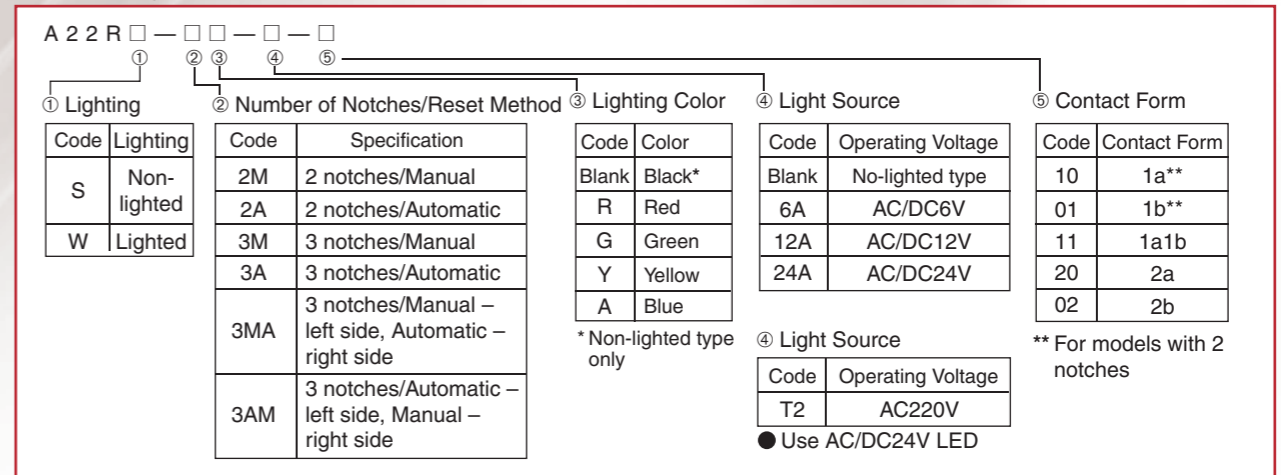 A22R□ — □□ — □ — □
① ② ③ ④ ⑤
① Lighting
Code Lighting
S Non-
lighted
W Lighted
② Number of Notches/Reset Method
Code Specification
2M 2 notches/Manual
2A 2 notches/Automatic
3M 3 notches/Manual
3A 3 notches/Automatic
3MA 3 notches/Manual –
left side, Automatic –
right side
3AM 3 notches/Automatic –
left side, Manual –
right side
③ Lighting Color
Code Color
Blank Black*
R Red
G Green
Y Yellow
A Blue
* Non-lighted type
only
④ Light Source
Code Operating Voltage
Blank No-lighted type
6A AC/DC6V
12A AC/DC12V
24A AC/DC24V
④ Light Source
Code Operating Voltage
T2 AC220V
● Use AC/DC24V LED
⑤ Contact Form
Code Contact Form
10 1a**
01 1b**
11 1a1b
20 2a
02 2b
** For models with 2
notches